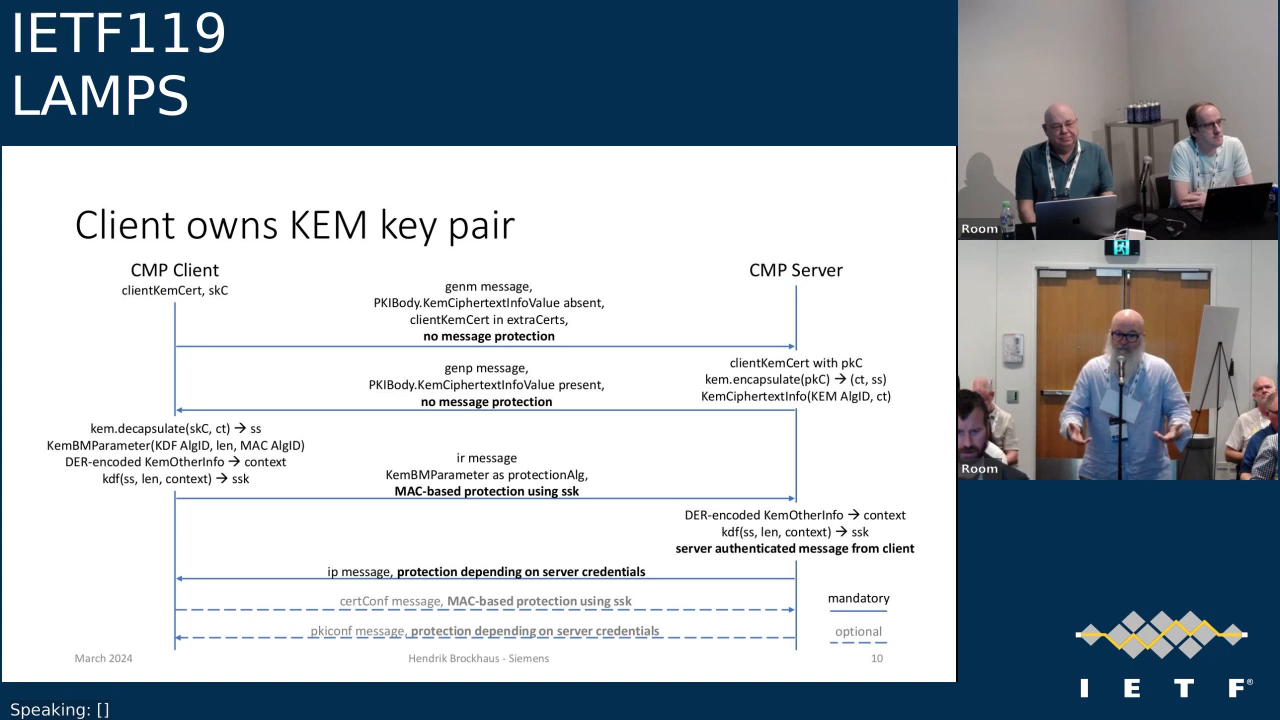 IETF119
LAMPS
Client owns KEM key pair
CMP Client
clientKemCert, skC
CMP Server
genm message,
PKIBody.KemCiphertextInfoValue absent,
clientKemCert in extraCerts,
no message protection
clientKemCert with pkC
kem.encapsulate(pkC) → (ct, ss)
KemCiphertextInfo(KEM AlgID, ct)
genp message,
PKIBody.KemCiphertextInfoValue present,
no message protection
kem.decapsulate(skC, ct) → ss
KemBMParameter(KDF AlgID, len, MAC AlgID)
DER-encoded KemOtherInfo → context
kdf(ss, len, context) → ssk
ir message
KemBMParameter as protectionAlg,
MAC-based protection using ssk
DER-encoded KemOtherInfo → context
kdf(ss, len, context) → ssk
server authenticated message from client
ip message, protection depending on server credentials
certConf message, MAC-based protection using ssk
pkiconf message, protection depending on server credentials
mandatory
optional
March 2024
Hendrik Brockhaus - Siemens
10
Room
Room
I E T F®
Speaking: []